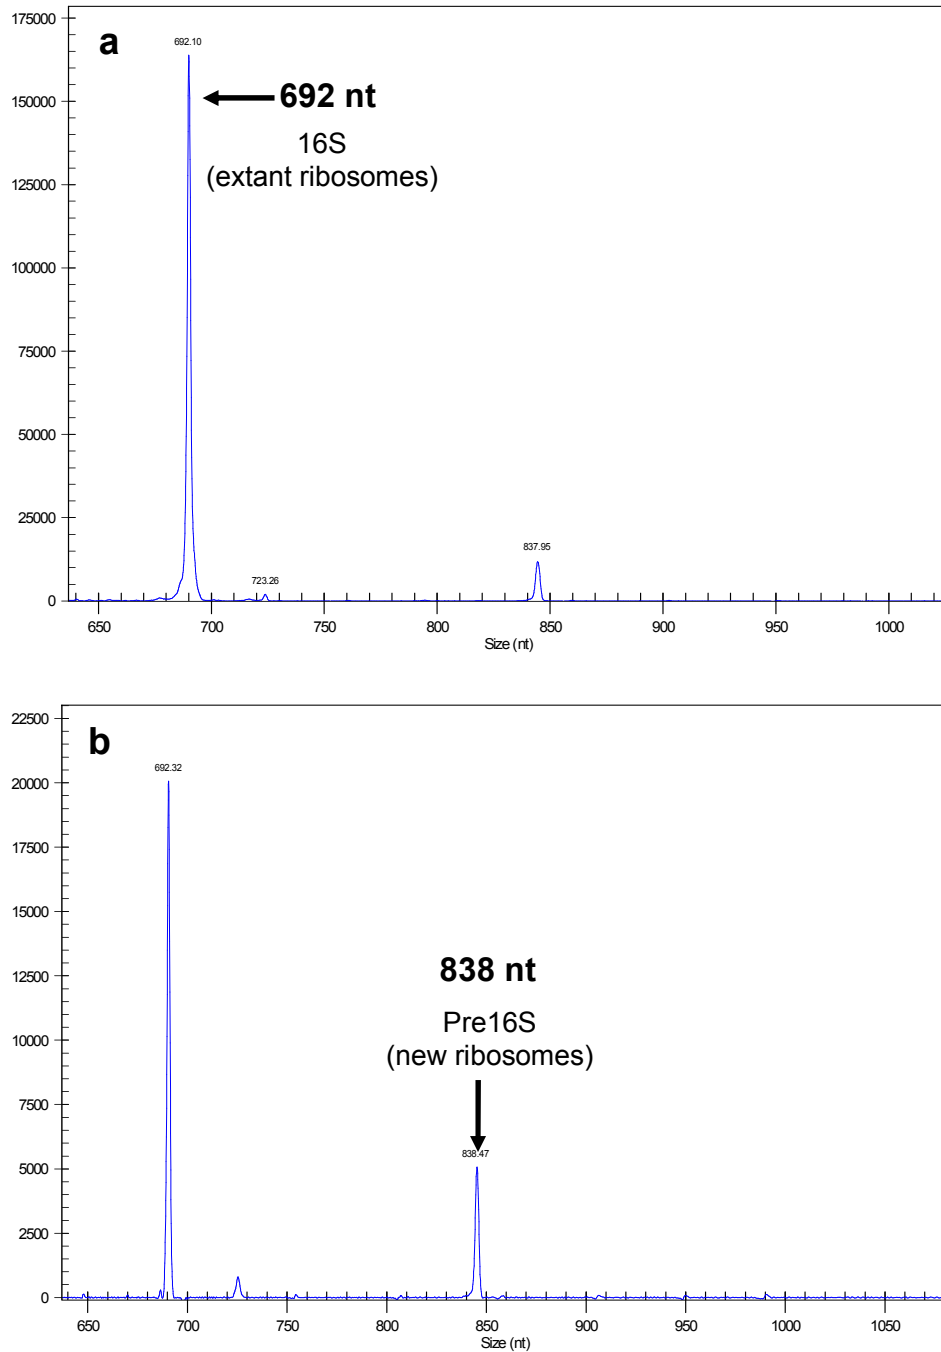 175000
a
692.10
150000
692 nt
16S
(extant ribosomes)
125000
100000
75000
50000
25000
723.26
837.95
0
650 700 750 800 850 900 950 1000
Size (nt)
22500
b
692.32
20000
17500
15000
12500
838 nt
10000
Pre16S
(new ribosomes)
7500
838.47
5000
2500
0
650 700 750 800 850 900 950 1000 1050
Size (nt)